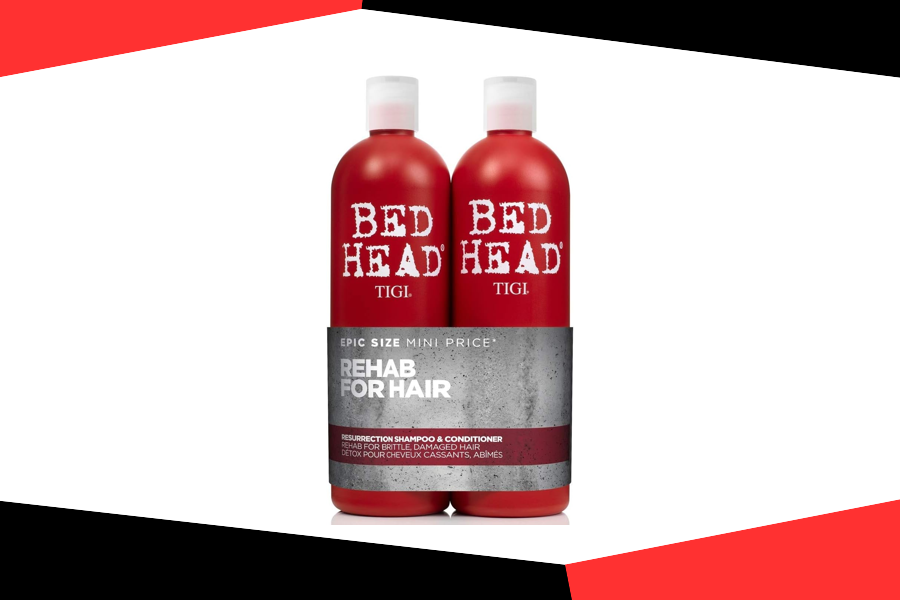 BED
HEAD®
TIGI®
BED
HEAD®
TIGI®
EPIC SIZE MINI PRICE*
REHAB
FOR HAIR
RESURRECTION SHAMPOO & CONDITIONER
REHAB FOR BRITTLE, DAMAGED HAIR
DÉTOX POUR CHEVEUX CASSANTS, ABÎMÉS